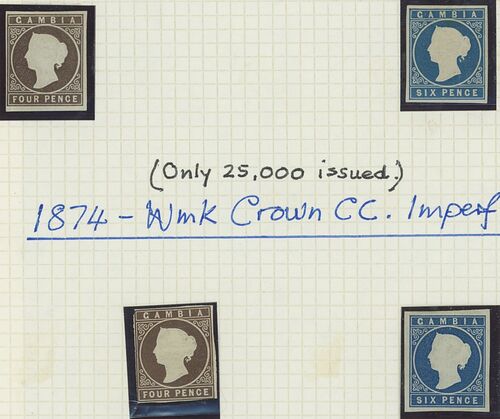 GAMBIA
FOUR PENCE
GAMBIA
SIX PENCE
(Only 25,000 issued.)
1874 - Wmk Crown CC. Imperf
GAMBIA
FOUR PENCE
GAMBIA
SIX PENCE